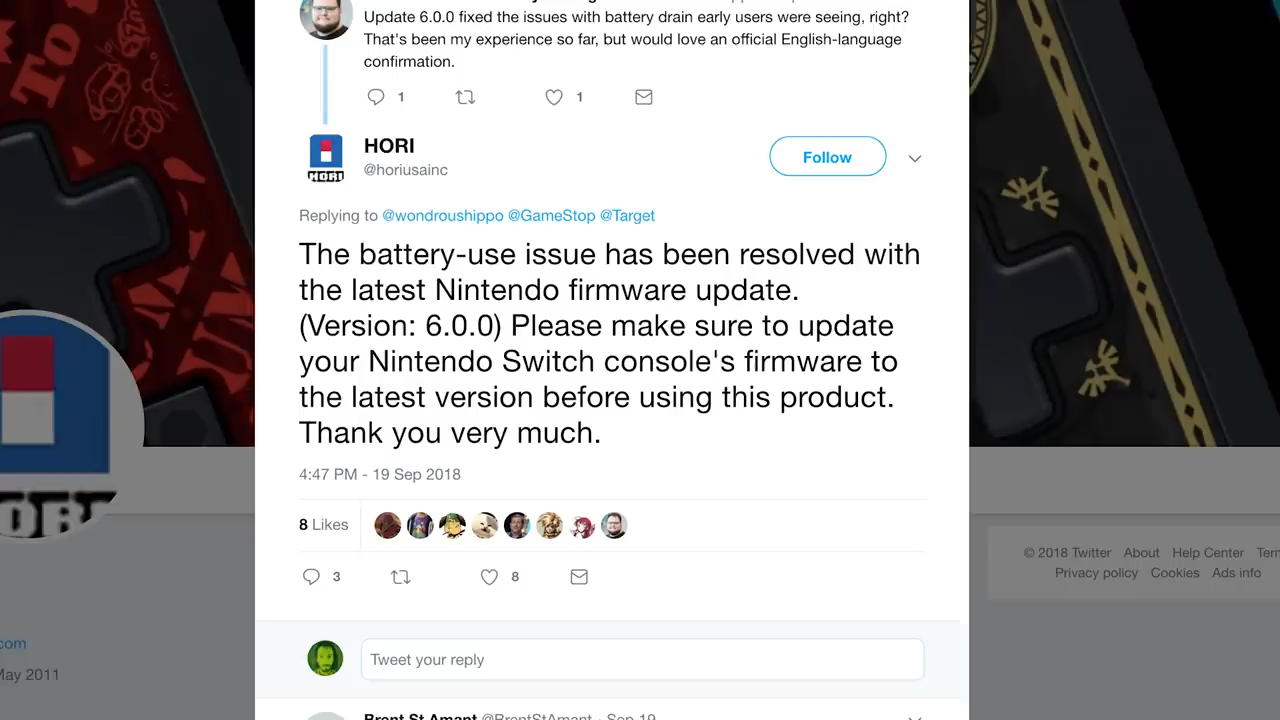 Update 6.0.0 fixed the issues with battery drain early users were seeing, right?
That's been my experience so far, but would love an official English-language
confirmation.
1
1
HORI
@horiusainc
HORI
Follow
Replying to @wondroushippo @GameStop @Target
The battery-use issue has been resolved with
the latest Nintendo firmware update.
(Version: 6.0.0) Please make sure to update
your Nintendo Switch console's firmware to
the latest version before using this product.
Thank you very much.
4:47 PM - 19 Sep 2018
8 Likes
3
8
Tweet your reply
Brent St Amant @BrentStAmant · Sep 19
TO
© 2018 Twitter About Help Center
Privacy policy Cookies Ads info
.com
May 2011